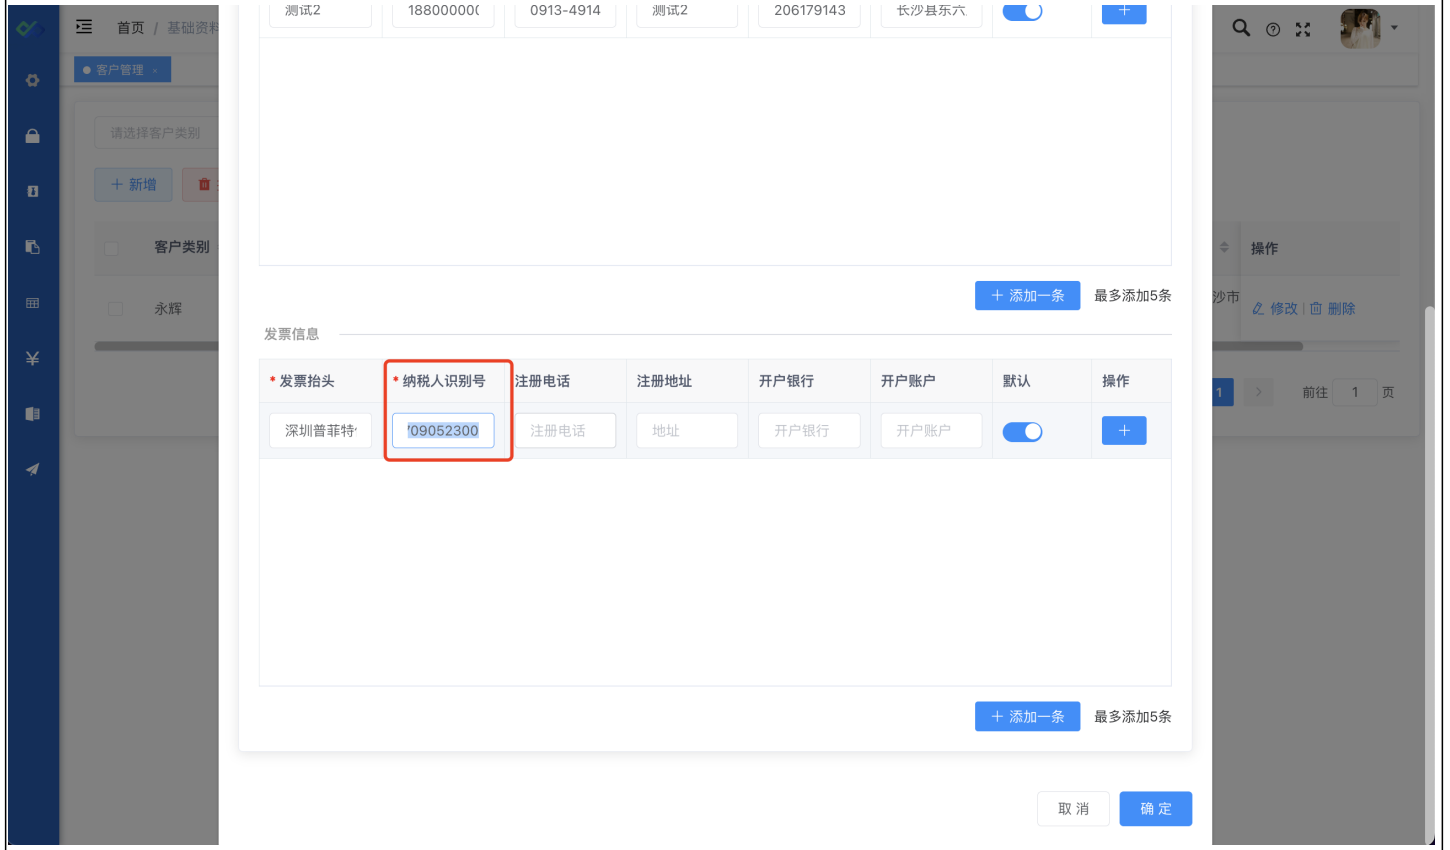 测试2 188000000 0913-4914 测试2 206179143 长沙县东六
首页 / 基础资料
客户管理 ×
请选择客户类别
+ 新增
客户类别 操作
永辉 沙市 修改 删除
+ 添加一条 最多添加5条
发票信息
* 发票抬头 * 纳税人识别号 注册电话 注册地址 开户银行 开户账户 默认 操作
深圳普菲特 709052300 注册电话 地址 开户银行 开户账户
1 > 前往 1 页
+ 添加一条 最多添加5条
取消 确定